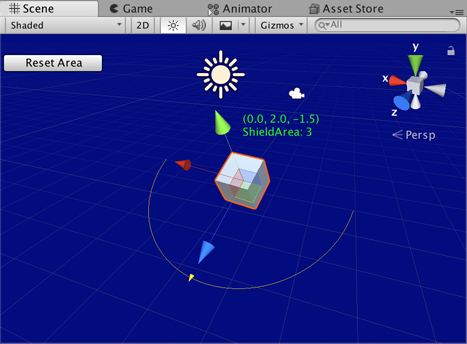 Scene Game Animator Asset Store
Shaded 2D Gizmos All
Reset Area
y
x
z
Persp
(0.0, 2.0, -1.5)
ShieldArea: 3